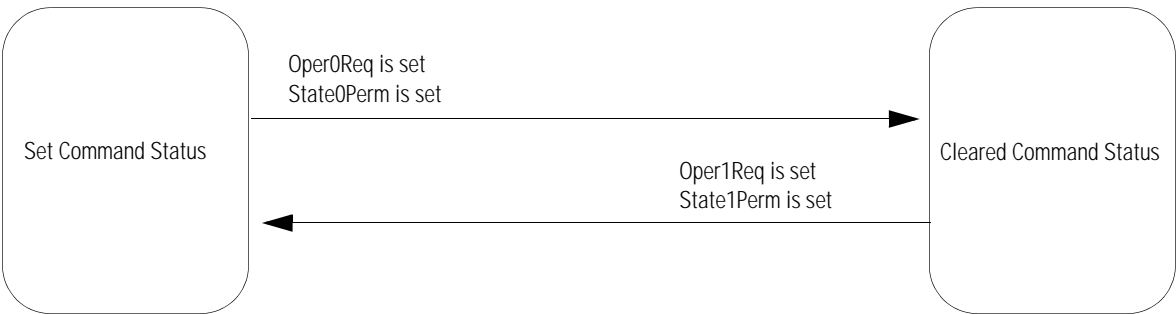 Oper0Req is set
State0Perm is set
Set Command Status
Cleared Command Status
Oper1Req is set
State1Perm is set